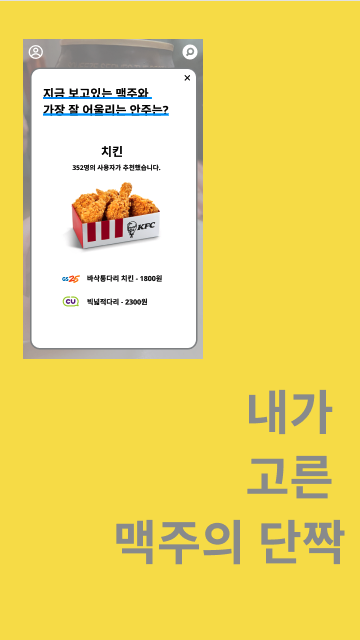 지금 보고있는 맥주와
가장 잘 어울리는 안주는?
치킨
352명의 사용자가 추천했습니다.
KFC
GS25 바삭통다리 치킨 - 1800원
CU 빅넓적다리 - 2300원
내가
고른
맥주의 단짝